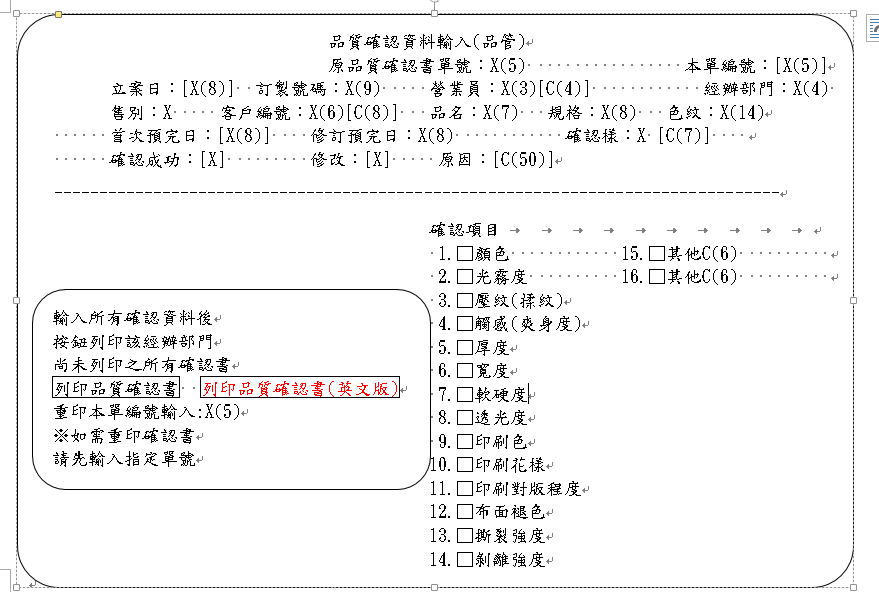 品質確認資料輸入(品管)
原品質確認書單號：X(5) 本單編號：[X(5)]
立案日：[X(8)] 訂製號碼：X(9) 營業員：X(3)[C(4)] 經辦部門：X(4)
售別：X 客戶編號：X(6)[C(8)] 品名：X(7) 規格：X(8) 色紋：X(14)
首次預完日：[X(8)] 修訂預完日：X(8) 確認樣：X [C(7)]
確認成功：[X] 修改：[X] 原因：[C(50)]
--------------------------------------------------------------------------------
確認項目
1.□顏色 15.□其他C(6)
2.□光霧度 16.□其他C(6)
3.□壓紋(揉紋)
4.□觸感(爽身度)
5.□厚度
6.□寬度
7.□軟硬度
8.□透光度
9.□印刷色
10.□印刷花樣
11.□印刷對版程度
12.□布面褪色
13.□撕裂強度
14.□剝離強度
輸入所有確認資料後
按鈕列印該經辦部門
尚未列印之所有確認書
列印品質確認書 列印品質確認書(英文版)
重印本單編號輸入:X(5)
※如需重印確認書
請先輸入指定單號